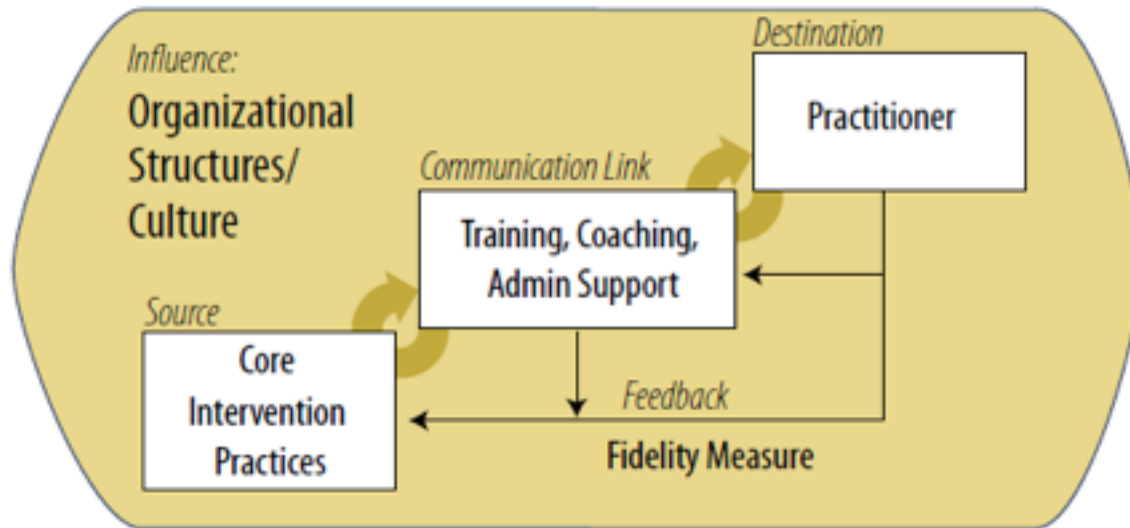 Influence:
Organizational
Structures/
Culture
Destination
Practitioner
Communication Link
Training, Coaching,
Admin Support
Source
Core
Intervention
Practices
Feedback
Fidelity Measure